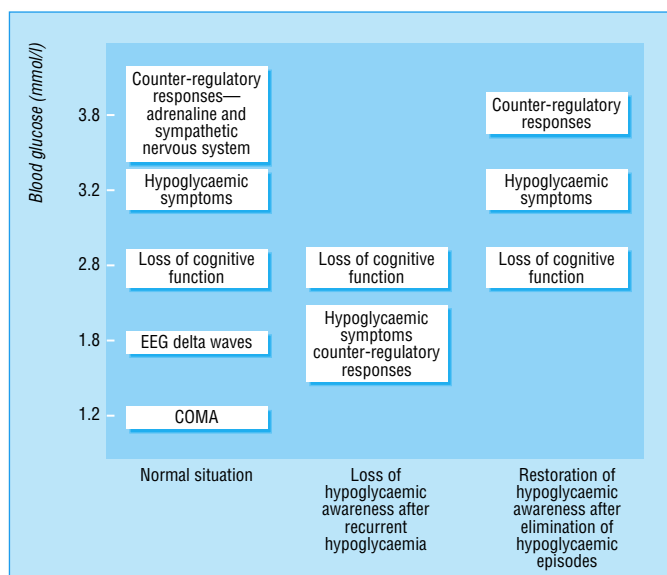 Blood glucose (mmol/l)
3.8
3.2
2.8
1.8
1.2
Counter-regulatory
responses—
adrenaline and
sympathetic
nervous system
Hypoglycaemic
symptoms
Loss of cognitive
function
EEG delta waves
COMA
Normal situation
Loss of cognitive
function
Hypoglycaemic
symptoms
counter-regulatory
responses
Loss of
hypoglycaemic
awareness after
recurrent
hypoglycaemia
Counter-regulatory
responses
Hypoglycaemic
symptoms
Loss of cognitive
function
Restoration of
hypoglycaemic
awareness after
elimination of
hypoglycaemic
episodes